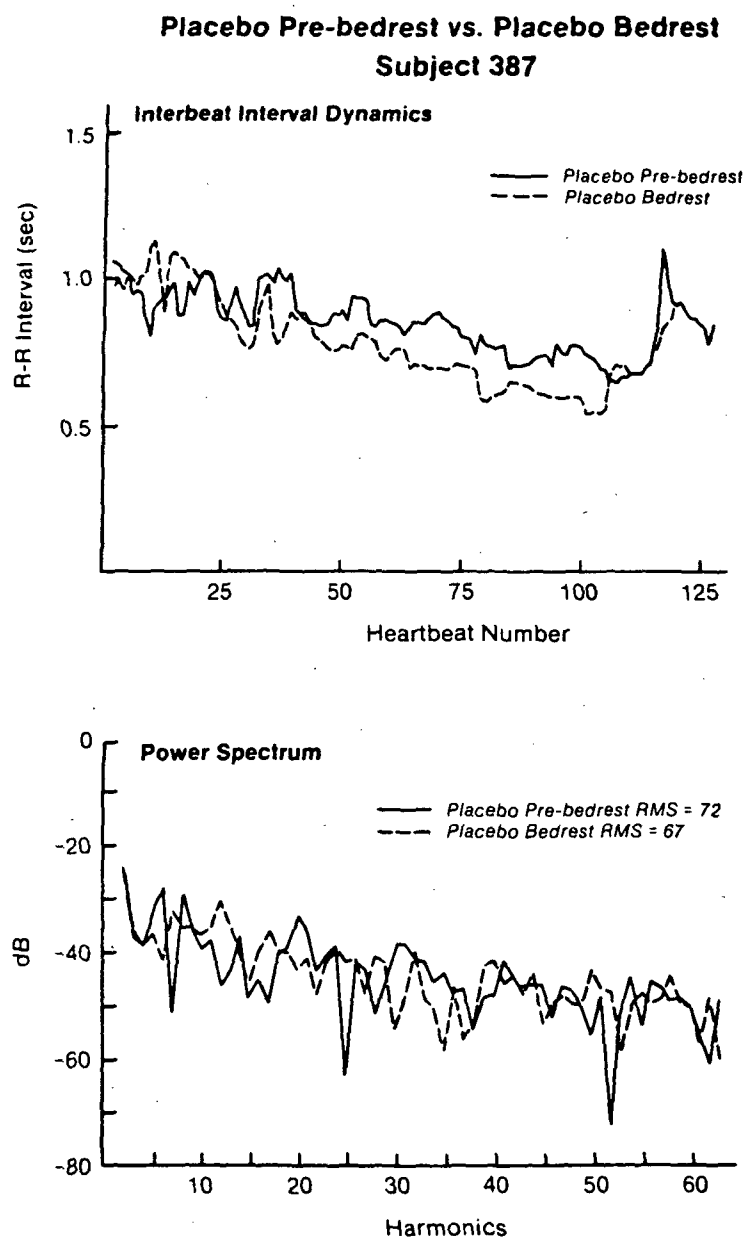 Placebo Pre-bedrest vs. Placebo Bedrest
Subject 387
Interbeat Interval Dynamics
Placebo Pre-bedrest
Placebo Bedrest
R-R Interval (sec)
1.5
1.0
0.5
25 50 75 100 125
Heartbeat Number
Power Spectrum
Placebo Pre-bedrest RMS = 72
Placebo Bedrest RMS = 67
dB
0
-20
-40
-60
-80
10 20 30 40 50 60
Harmonics